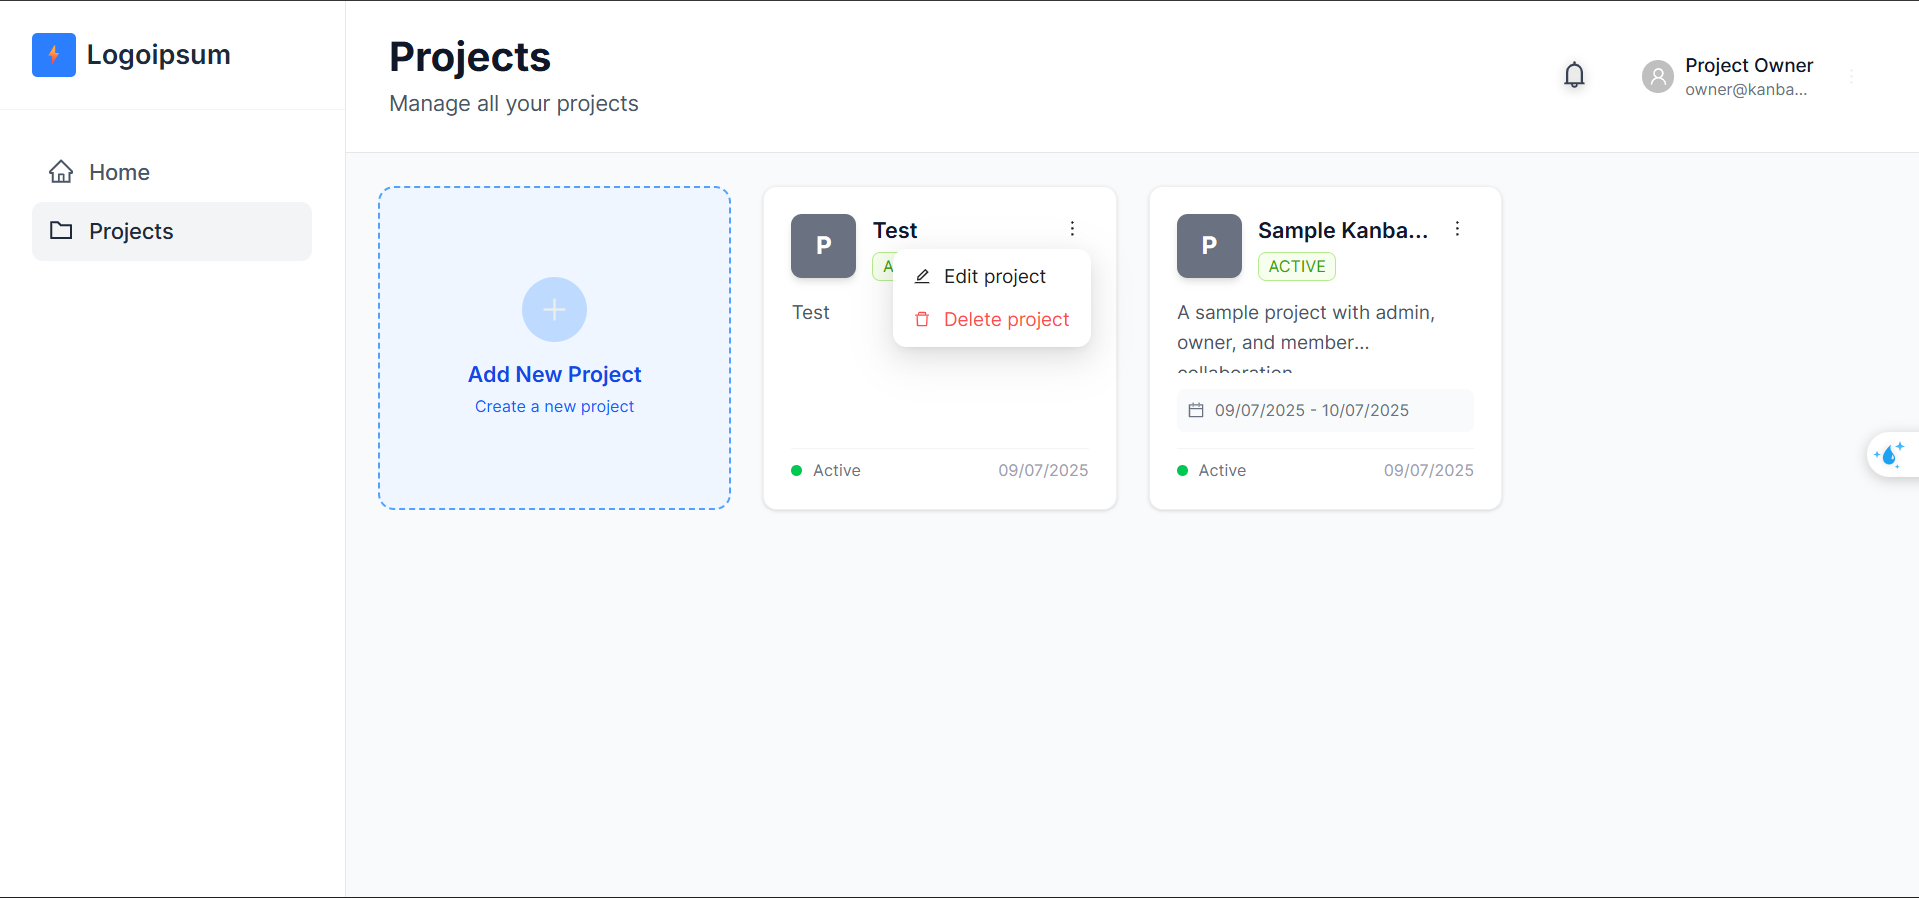 Logoipsum
Home
Projects
Projects
Manage all your projects
Project Owner
owner@kanba...
Add New Project
Create a new project
P
Test
A
Edit project
Delete project
Test
Active
09/07/2025
P
Sample Kanba...
ACTIVE
A sample project with admin,
owner, and member...
collaboration
09/07/2025 - 10/07/2025
Active
09/07/2025